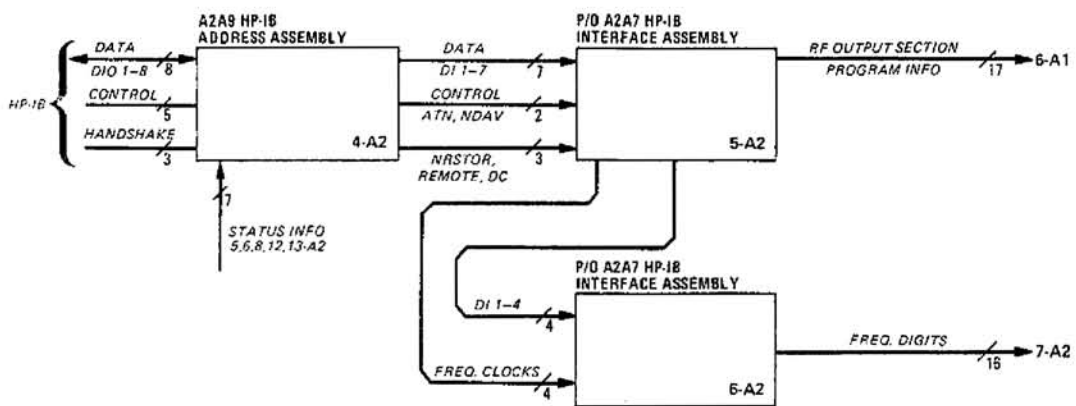 A2A9 HP-IB
ADDRESS ASSEMBLY
P/O A2A7 HP-IB
INTERFACE ASSEMBLY
HP-IB
DATA
DIO 1-8
8
CONTROL
5
HANDSHAKE
3
4-A2
DATA
DI 1-7
7
CONTROL
ATN, NDAV
2
NRSTOR,
REMOTE, DC
3
5-A2
RF OUTPUT SECTION
PROGRAM INFO
17
6-A1
7
STATUS INFO
5,6,8,12,13-A2
P/O A2A7 HP-IB
INTERFACE ASSEMBLY
DI 1-4
4
FREQ. CLOCKS
4
6-A2
FREQ. DIGITS
16
7-A2